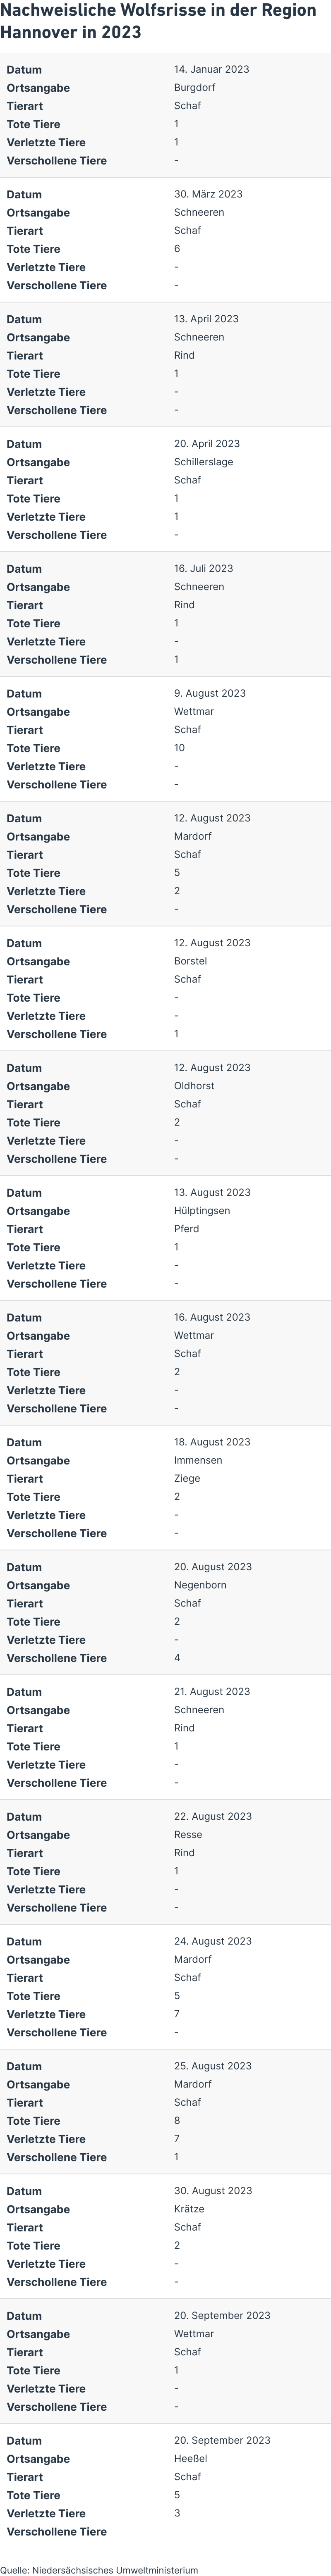 Nachweisliche Wolfsrisse in der Region
Hannover in 2023
Datum 14. Januar 2023
Ortsangabe Burgdorf
Tierart Schaf
Tote Tiere 1
Verletzte Tiere 1
Verschollene Tiere -
Datum 30. März 2023
Ortsangabe Schneeren
Tierart Schaf
Tote Tiere 6
Verletzte Tiere -
Verschollene Tiere -
Datum 13. April 2023
Ortsangabe Schneeren
Tierart Rind
Tote Tiere 1
Verletzte Tiere -
Verschollene Tiere -
Datum 20. April 2023
Ortsangabe Schillerslage
Tierart Schaf
Tote Tiere 1
Verletzte Tiere 1
Verschollene Tiere -
Datum 16. Juli 2023
Ortsangabe Schneeren
Tierart Rind
Tote Tiere 1
Verletzte Tiere -
Verschollene Tiere 1
Datum 9. August 2023
Ortsangabe Wettmar
Tierart Schaf
Tote Tiere 10
Verletzte Tiere -
Verschollene Tiere -
Datum 12. August 2023
Ortsangabe Mardorf
Tierart Schaf
Tote Tiere 5
Verletzte Tiere 2
Verschollene Tiere -
Datum 12. August 2023
Ortsangabe Borstel
Tierart Schaf
Tote Tiere -
Verletzte Tiere -
Verschollene Tiere 1
Datum 12. August 2023
Ortsangabe Oldhorst
Tierart Schaf
Tote Tiere 2
Verletzte Tiere -
Verschollene Tiere -
Datum 13. August 2023
Ortsangabe Hülptingsen
Tierart Pferd
Tote Tiere 1
Verletzte Tiere -
Verschollene Tiere -
Datum 16. August 2023
Ortsangabe Wettmar
Tierart Schaf
Tote Tiere 2
Verletzte Tiere -
Verschollene Tiere -
Datum 18. August 2023
Ortsangabe Immensen
Tierart Ziege
Tote Tiere 2
Verletzte Tiere -
Verschollene Tiere -
Datum 20. August 2023
Ortsangabe Negenborn
Tierart Schaf
Tote Tiere 2
Verletzte Tiere -
Verschollene Tiere 4
Datum 21. August 2023
Ortsangabe Schneeren
Tierart Rind
Tote Tiere 1
Verletzte Tiere -
Verschollene Tiere -
Datum 22. August 2023
Ortsangabe Resse
Tierart Rind
Tote Tiere 1
Verletzte Tiere -
Verschollene Tiere -
Datum 24. August 2023
Ortsangabe Mardorf
Tierart Schaf
Tote Tiere 5
Verletzte Tiere 7
Verschollene Tiere -
Datum 25. August 2023
Ortsangabe Mardorf
Tierart Schaf
Tote Tiere 8
Verletzte Tiere 7
Verschollene Tiere 1
Datum 30. August 2023
Ortsangabe Krätze
Tierart Schaf
Tote Tiere 2
Verletzte Tiere -
Verschollene Tiere -
Datum 20. September 2023
Ortsangabe Wettmar
Tierart Schaf
Tote Tiere 1
Verletzte Tiere -
Verschollene Tiere -
Datum 20. September 2023
Ortsangabe Heeßel
Tierart Schaf
Tote Tiere 5
Verletzte Tiere 3
Verschollene Tiere
Quelle: Niedersächsisches Umweltministerium